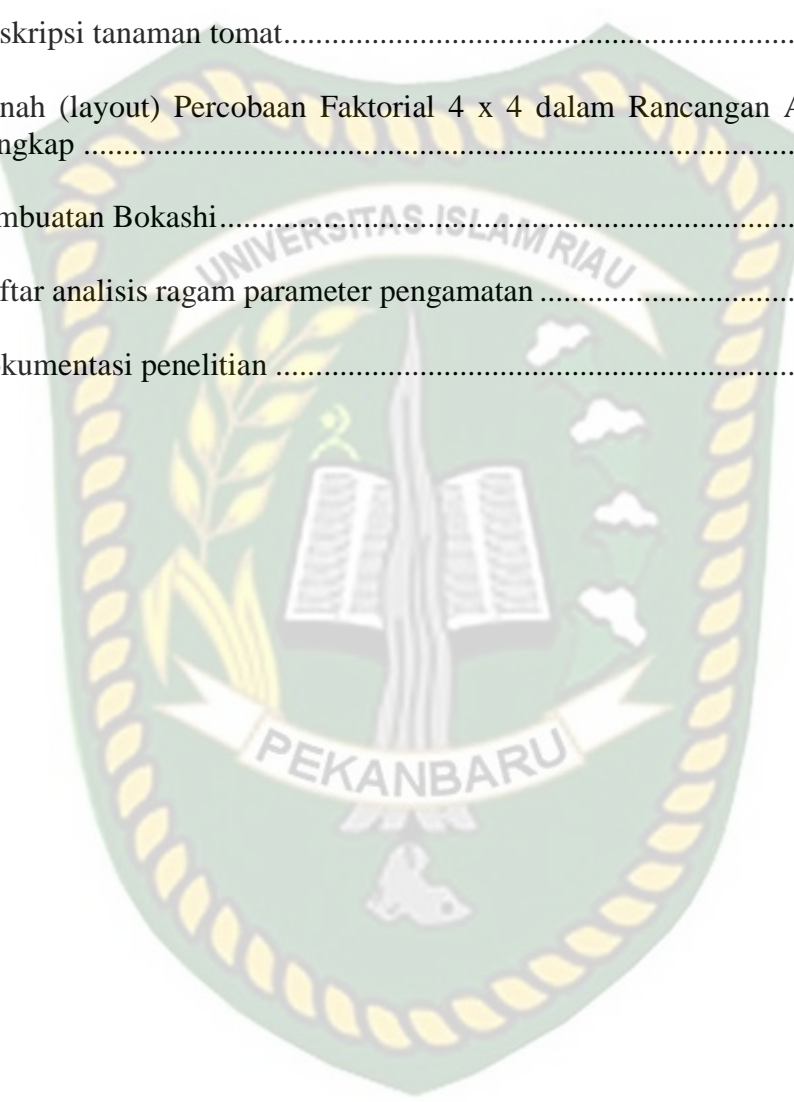 skripsi tanaman tomat................................................................
nah (layout) Percobaan Faktorial 4 x 4 dalam Rancangan A
ngkap .........................................................................................
UNIVERSITAS ISLAM RIAU
mbuatan Bokashi........................................................................
ftar analisis ragam parameter pengamatan ................................
okumentasi penelitian .................................................................
PEKANBARU